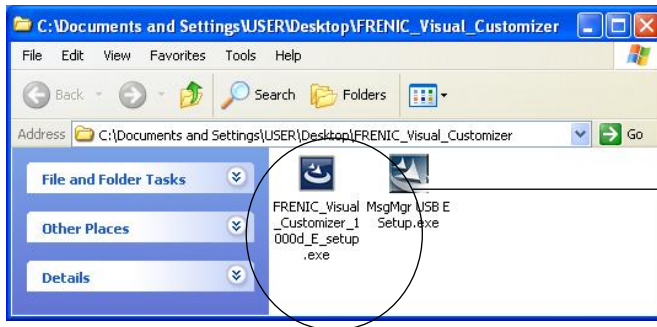 C:\Documents and Settings\USER\Desktop\FRENIC_Visual_Customizer
File Edit View Favorites Tools Help
Back Search Folders
Address C:\Documents and Settings\USER\Desktop\FRENIC_Visual_Customizer Go
File and Folder Tasks
Other Places
Details
FRENIC_Visual
_Customizer_1
000d_E_setup
.exe
MsgMgr USB E
Setup.exe